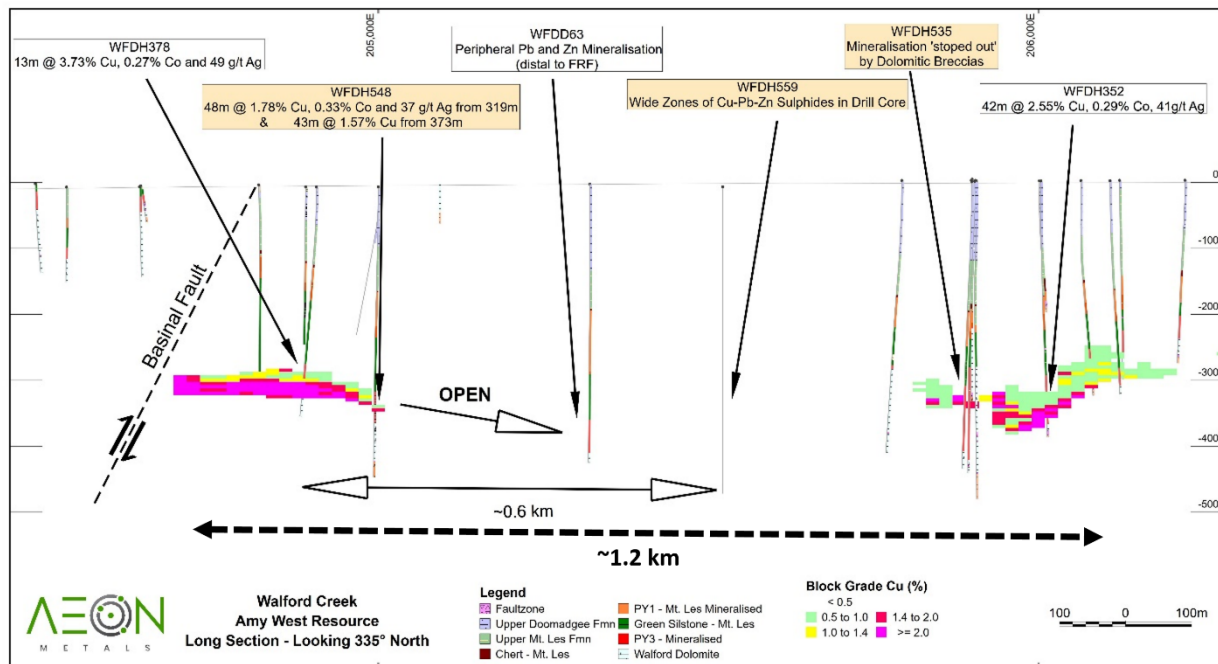 205,000E
206,000E
WFDH378
13m @ 3.73% Cu, 0.27% Co and 49 g/t Ag
WFDH548
48m @ 1.78% Cu, 0.33% Co and 37 g/t Ag from 319m
& 43m @ 1.57% Cu from 373m
WFDD63
Peripheral Pb and Zn Mineralisation
(distal to FRF)
WFDH559
Wide Zones of Cu-Pb-Zn Sulphides in Drill Core
WFDH535
Mineralisation 'stoped out'
by Dolomitic Breccias
WFDH352
42m @ 2.55% Cu, 0.29% Co, 41g/t Ag
0
-100
-200
-300
-400
-500
Basinal Fault
OPEN
~0.6 km
~1.2 km
AEON
METALS
Walford Creek
Amy West Resource
Long Section - Looking 335° North
Legend
Faultzone
Upper Doomadgee Fmn
Upper Mt. Les Fmn
Chert - Mt. Les
PY1 - Mt. Les Mineralised
Green Silstone - Mt. Les
PY3 - Mineralised
Walford Dolomite
Block Grade Cu (%)
< 0.5
0.5 to 1.0
1.0 to 1.4
1.4 to 2.0
>= 2.0
100 0 100m